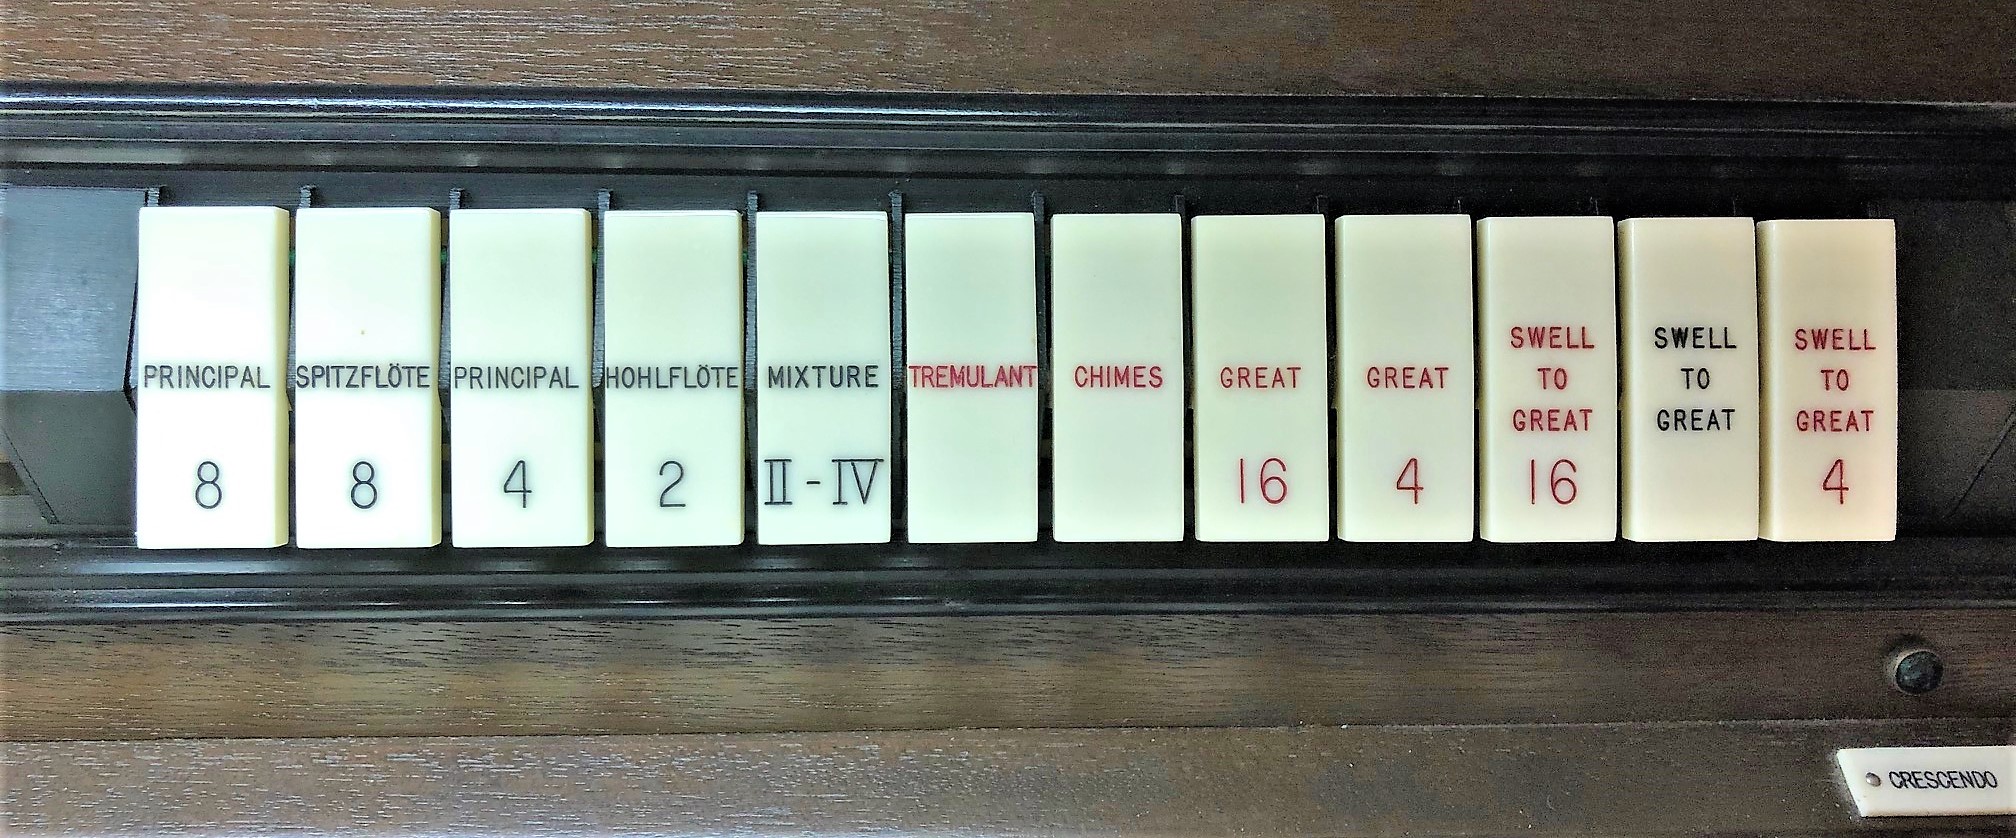 PRINCIPAL
8
SPITZFLÖTE
8
PRINCIPAL
4
HOHLFLÖTE
2
MIXTURE
II - IV
TREMULANT
CHIMES
GREAT
16
GREAT
4
SWELL
TO
GREAT
16
SWELL
TO
GREAT
SWELL
TO
GREAT
4
CRESCENDO